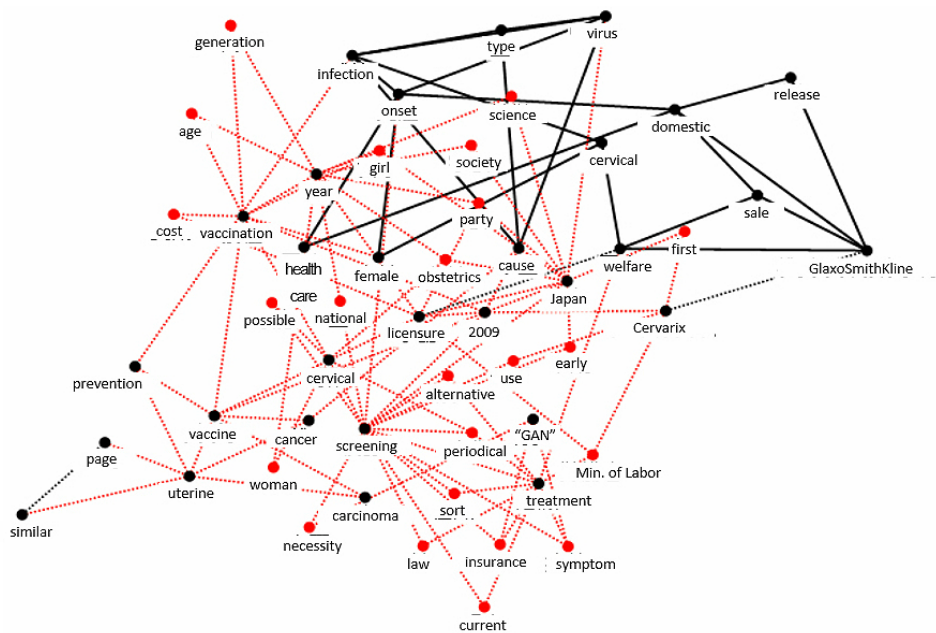 virus
generation
type
infection
release
onset
science
domestic
age
girl
society
cervical
year
party
sale
cost
vaccination
health
care
female
obstetrics
cause
welfare
first
GlaxoSmithKline
Japan
possible
national
licensure
2009
Cervarix
early
use
prevention
cervical
alternative
vaccine
cancer
screening
periodical
"GAN"
page
Min. of Labor
uterine
woman
carcinoma
sort
treatment
similar
necessity
law
insurance
symptom
current